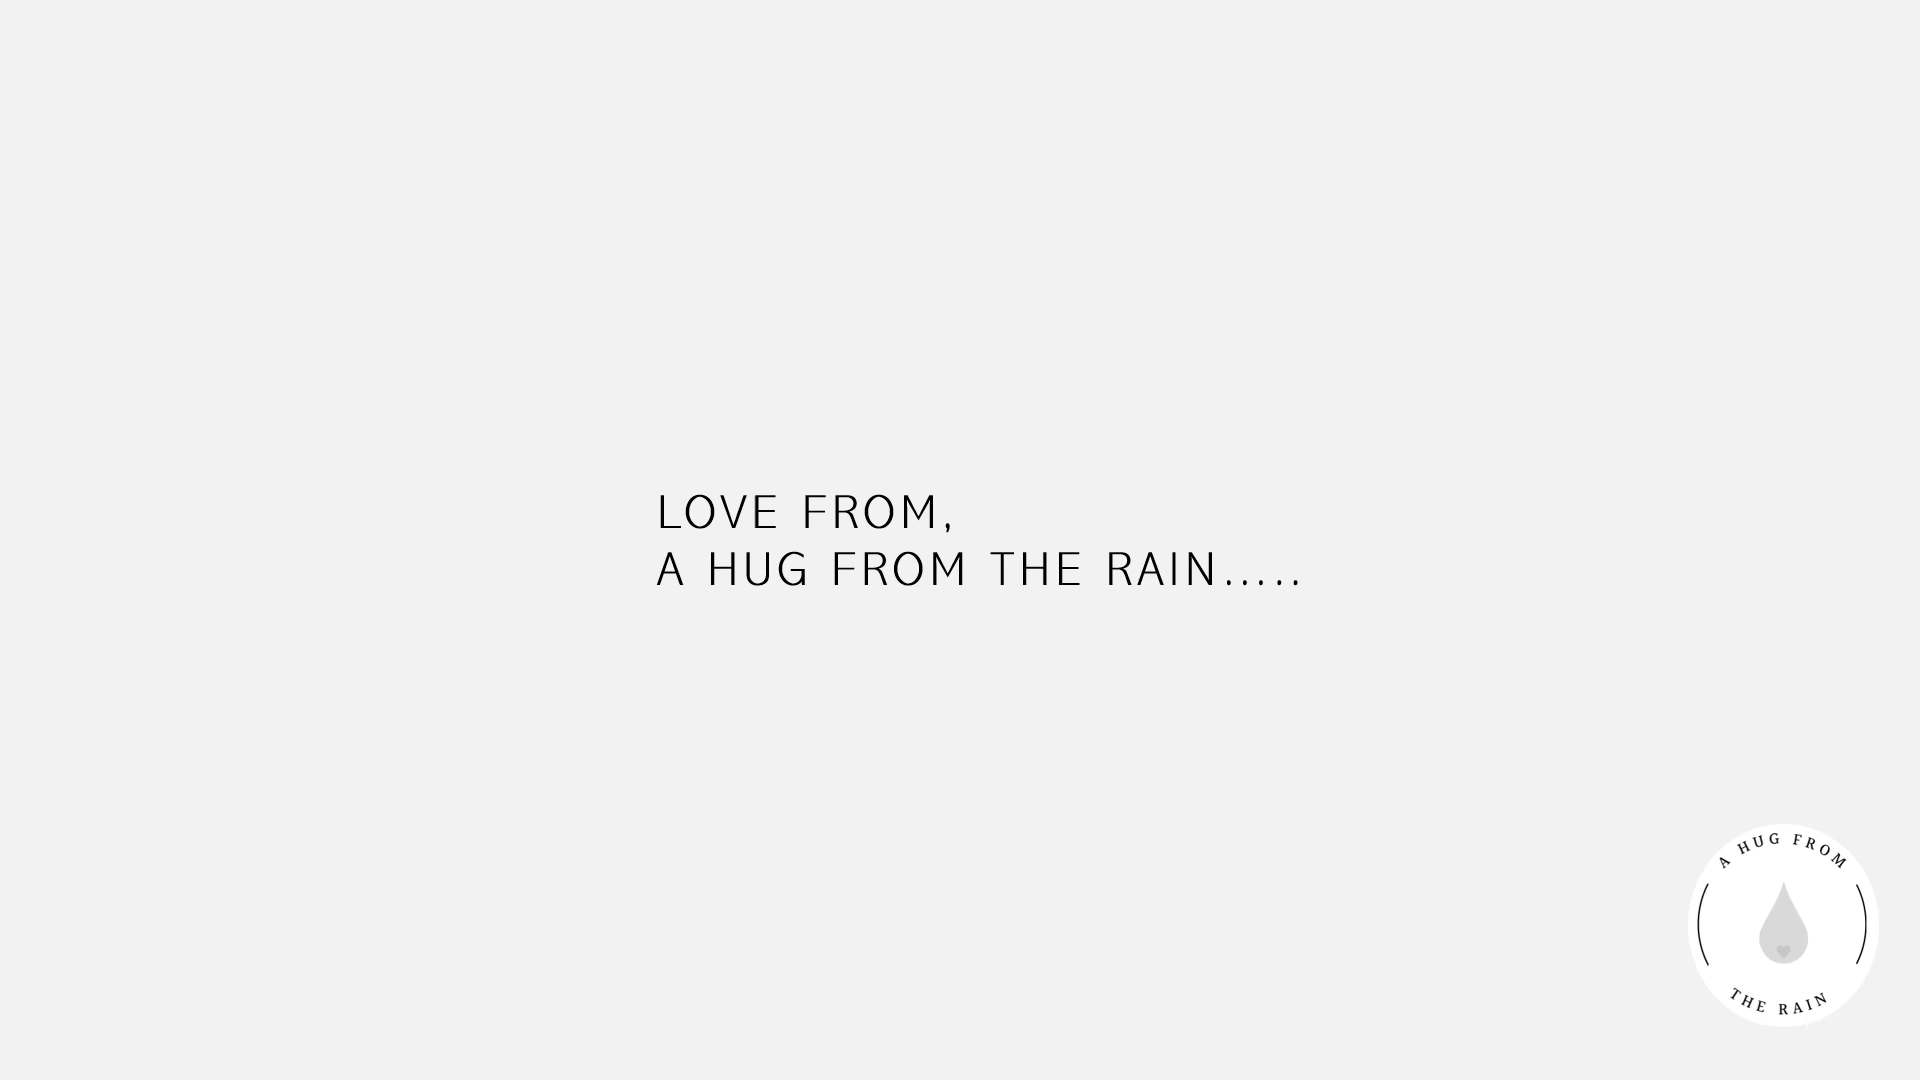 LOVE FROM,
A HUG FROM THE RAIN.....
A HUG FROM
THE RAIN